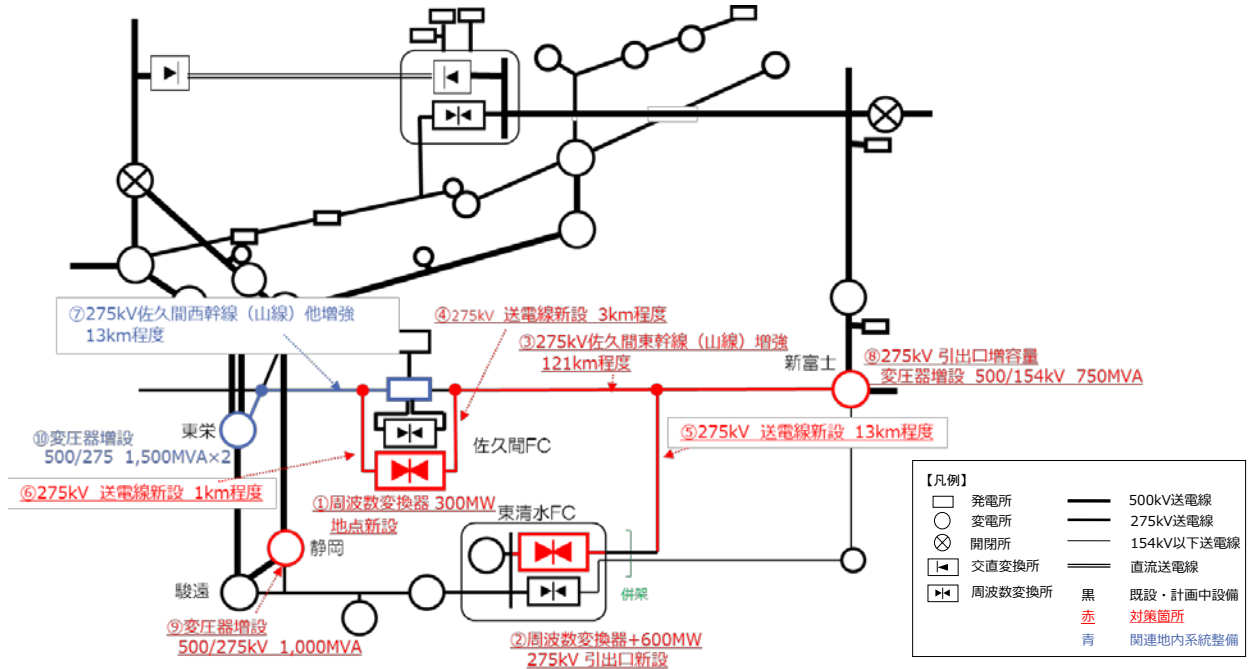 ⑦275kV佐久間西幹線（山線）他増強
13km程度
④275kV 送電線新設 3km程度
③275kV佐久間東幹線（山線）増強
121km程度
新富士
⑧275kV 引出口増容量
変圧器増設 500/154kV 750MVA
東栄
⑩変圧器増設
500/275 1,500MVA×2
佐久間FC
⑤275kV 送電線新設 13km程度
⑥275kV 送電線新設 1km程度
①周波数変換器 300MW
地点新設
東清水FC
静岡
駿遠
併架
⑨変圧器増設
500/275kV 1,000MVA
②周波数変換器+600MW
275kV 引出口新設
【凡例】
発電所
500kV送電線
変電所
275kV送電線
開閉所
154kV以下送電線
交直変換所
直流送電線
周波数変換所
黒 既設・計画中設備
赤 対策箇所
青 関連地内系統整備